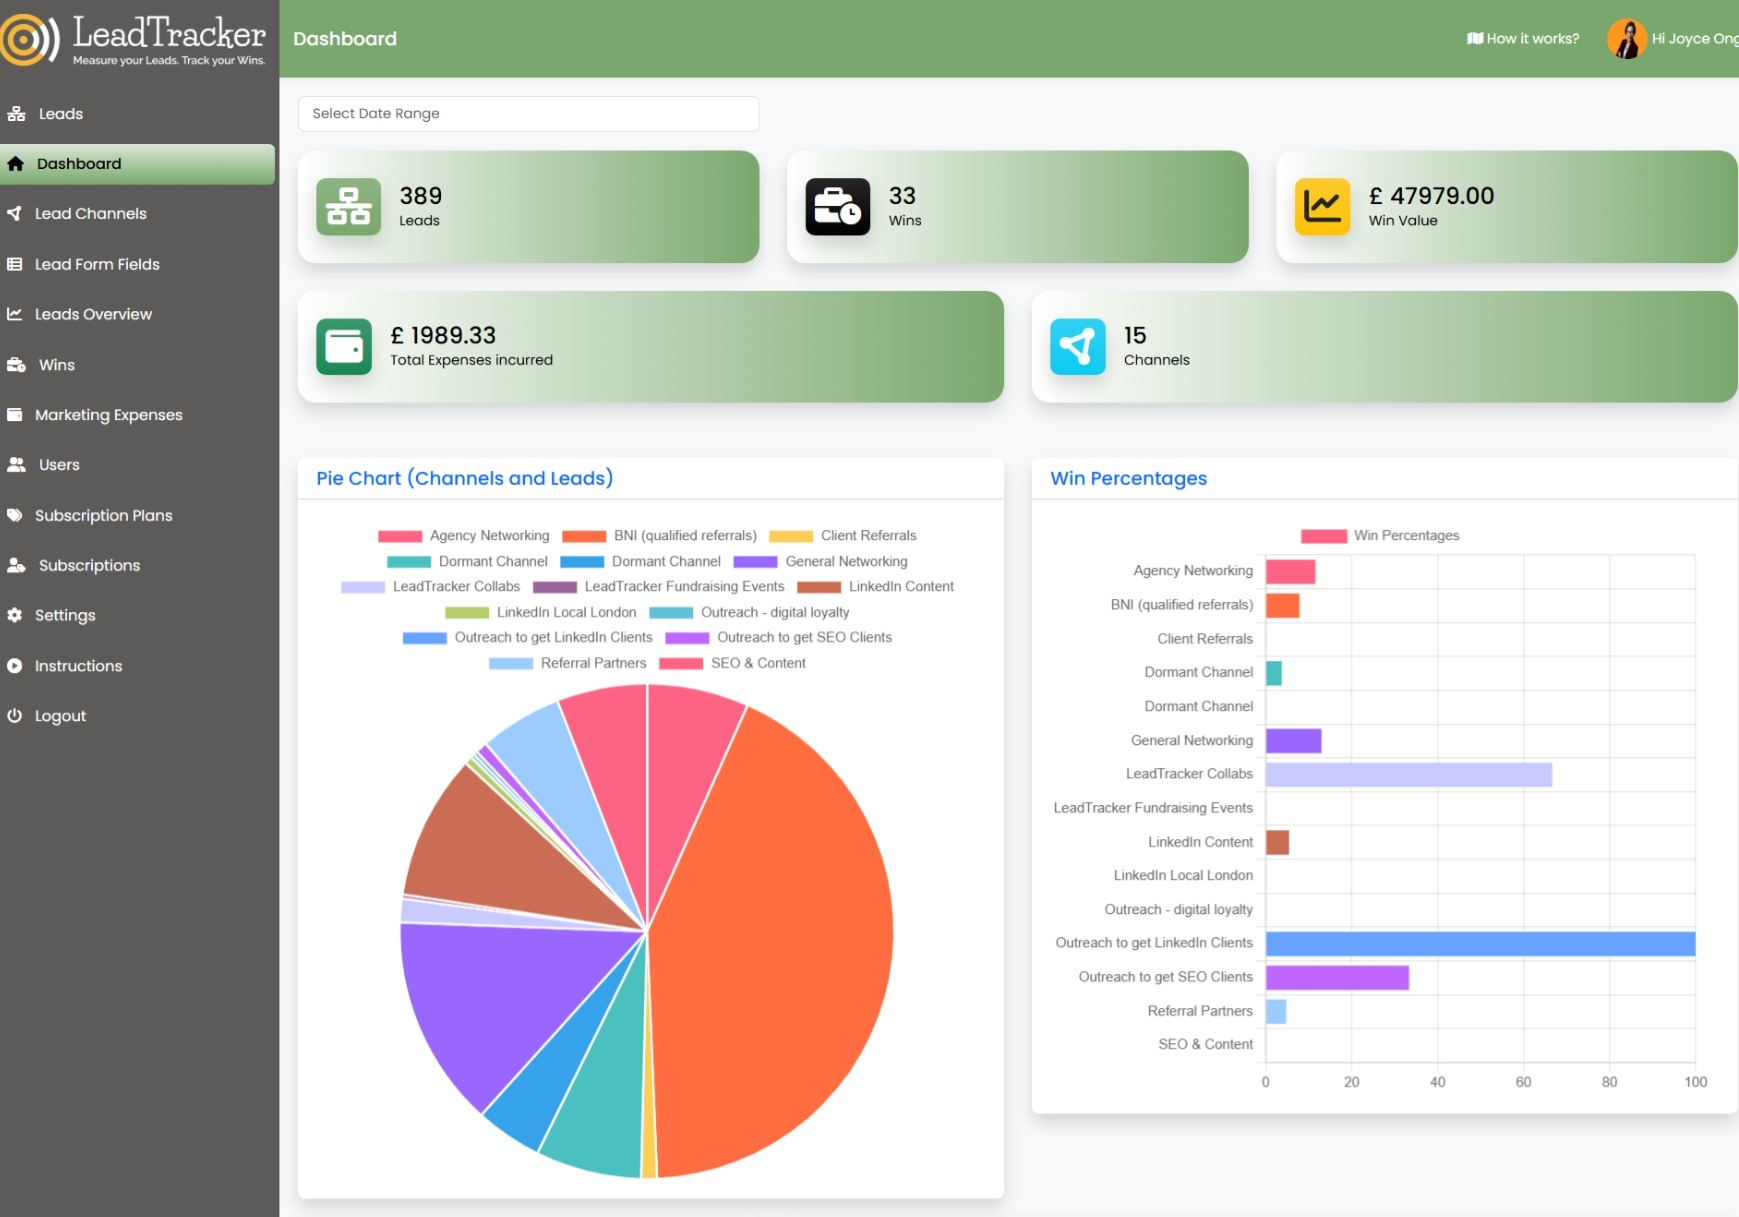 LeadTracker
Measure your Leads. Track your Wins.
Dashboard
How it works?
Hi Joyce Ong
Leads
Dashboard
Lead Channels
Lead Form Fields
Leads Overview
Wins
Marketing Expenses
Users
Subscription Plans
Subscriptions
Settings
Instructions
Logout
Select Date Range
389
Leads
33
Wins
£ 47979.00
Win Value
£ 1989.33
Total Expenses incurred
15
Channels
Pie Chart (Channels and Leads)
Agency Networking BNI (qualified referrals) Client Referrals
Dormant Channel Dormant Channel General Networking
LeadTracker Collabs LeadTracker Fundraising Events LinkedIn Content
LinkedIn Local London Outreach - digital loyalty
Outreach to get LinkedIn Clients Outreach to get SEO Clients
Referral Partners SEO & Content
Win Percentages
Win Percentages
Agency Networking
BNI (qualified referrals)
Client Referrals
Dormant Channel
Dormant Channel
General Networking
LeadTracker Collabs
LeadTracker Fundraising Events
LinkedIn Content
LinkedIn Local London
Outreach - digital loyalty
Outreach to get LinkedIn Clients
Outreach to get SEO Clients
Referral Partners
SEO & Content
0 20 40 60 80 100